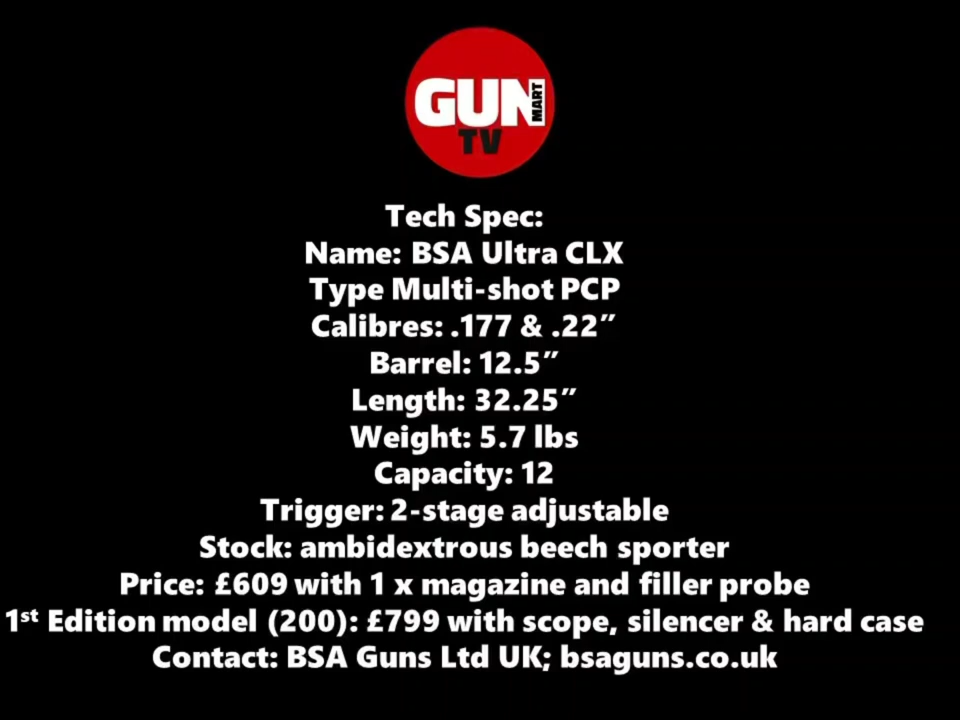 GUN
MART
TV
Tech Spec:
Name: BSA Ultra CLX
Type Multi-shot PCP
Calibres: .177 & .22”
Barrel: 12.5”
Length: 32.25”
Weight: 5.7 lbs
Capacity: 12
Trigger: 2-stage adjustable
Stock: ambidextrous beech sporter
Price: £609 with 1 x magazine and filler probe
1st Edition model (200): £799 with scope, silencer & hard case
Contact: BSA Guns Ltd UK; bsaguns.co.uk